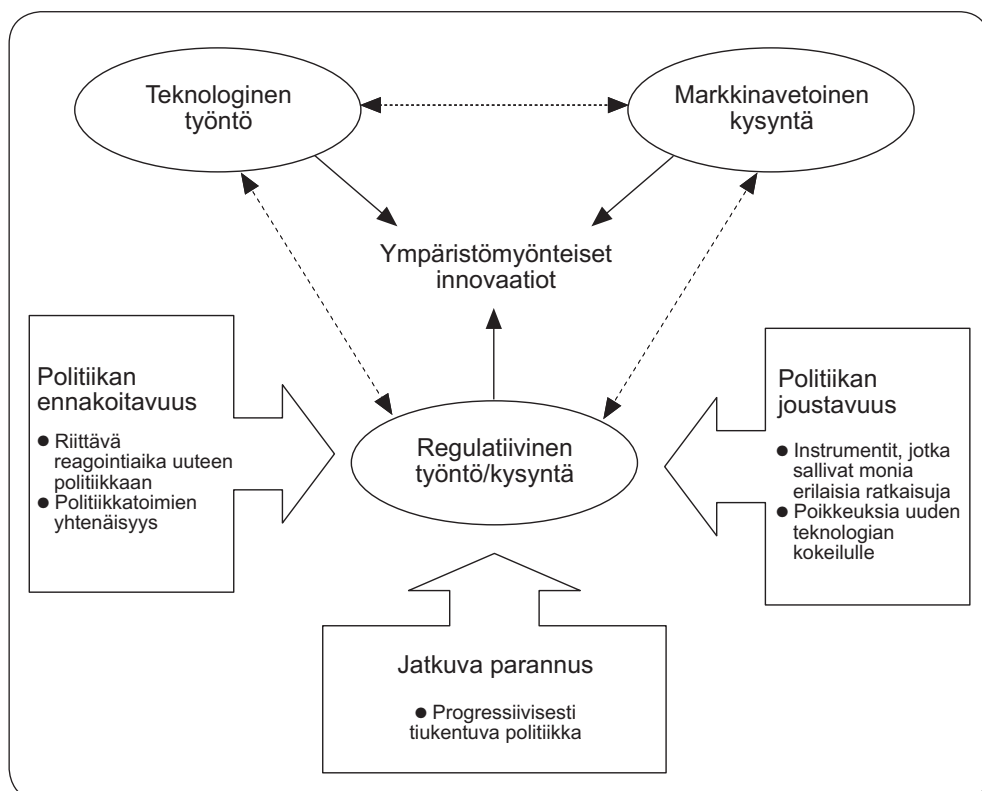 Teknologinen
työntö
Markkinavetoinen
kysyntä
Ympäristömyönteiset
innovaatiot
Politiikan
ennakoitavuus
● Riittävä
reagointiaika uuteen
politiikkaan
● Politiikkatoimien
yhtenäisyys
Regulatiivinen
työntö/kysyntä
Politiikan
joustavuus
● Instrumentit, jotka
sallivat monia
erilaisia ratkaisuja
● Poikkeuksia uuden
teknologian
kokeilulle
Jatkuva parannus
● Progressiivisesti
tiukentuva politiikka